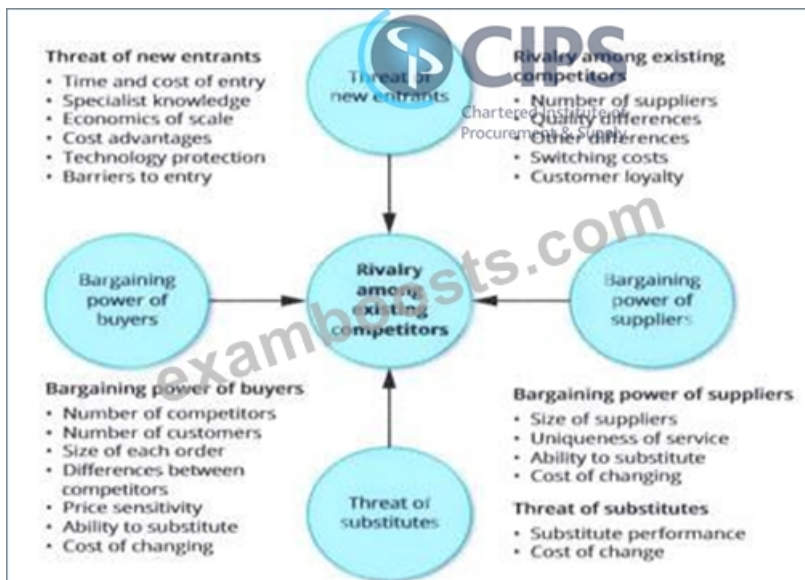 CIPS
Chartered Institute of
Procurement & Supply
Threat of new entrants
• Time and cost of entry
• Specialist knowledge
• Economics of scale
• Cost advantages
• Technology protection
• Barriers to entry
Threat of
new entrants
Rivalry among existing
competitors
• Number of suppliers
• Quality differences
• Other differences
• Switching costs
• Customer loyalty
Bargaining
power of
buyers
Rivalry
among
existing
competitors
Bargaining
power of
suppliers
examboosts.com
Bargaining power of buyers
• Number of competitors
• Number of customers
• Size of each order
• Differences between
competitors
• Price sensitivity
• Ability to substitute
• Cost of changing
Threat of
substitutes
Bargaining power of suppliers
• Size of suppliers
• Uniqueness of service
• Ability to substitute
• Cost of changing
Threat of substitutes
• Substitute performance
• Cost of change